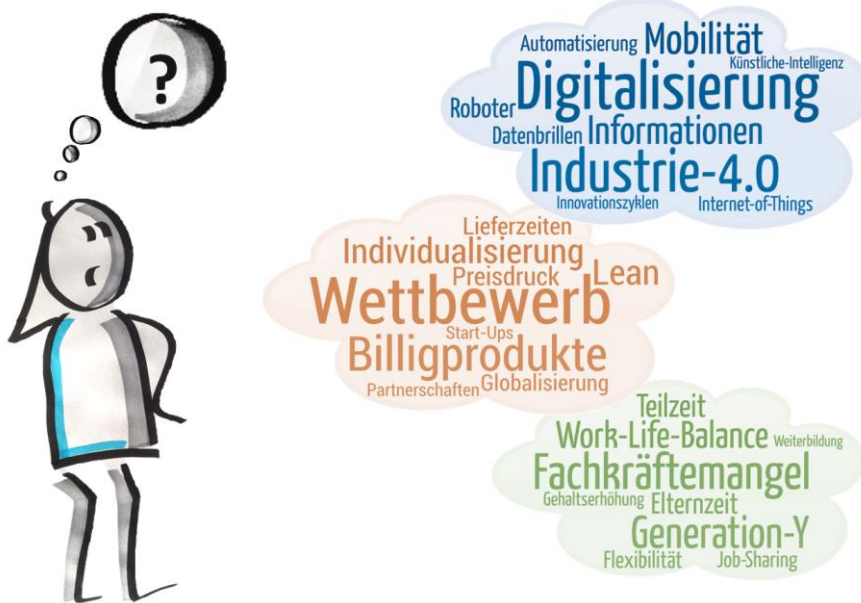 ?
Automatisierung Mobilität
Künstliche-Intelligenz
Roboter Digitalisierung
Datenbrillen Informationen
Industrie-4.0
Innovationszyklen Internet-of-Things
Lieferzeiten
Individualisierung
Preisdruck Lean
Wettbewerb
Start-Ups
Billigprodukte
Partnerschaften Globalisierung
Teilzeit
Work-Life-Balance Weiterbildung
Fachkräftemangel
Gehaltserhöhung Elternzeit
Generation-Y
Flexibilität Job-Sharing